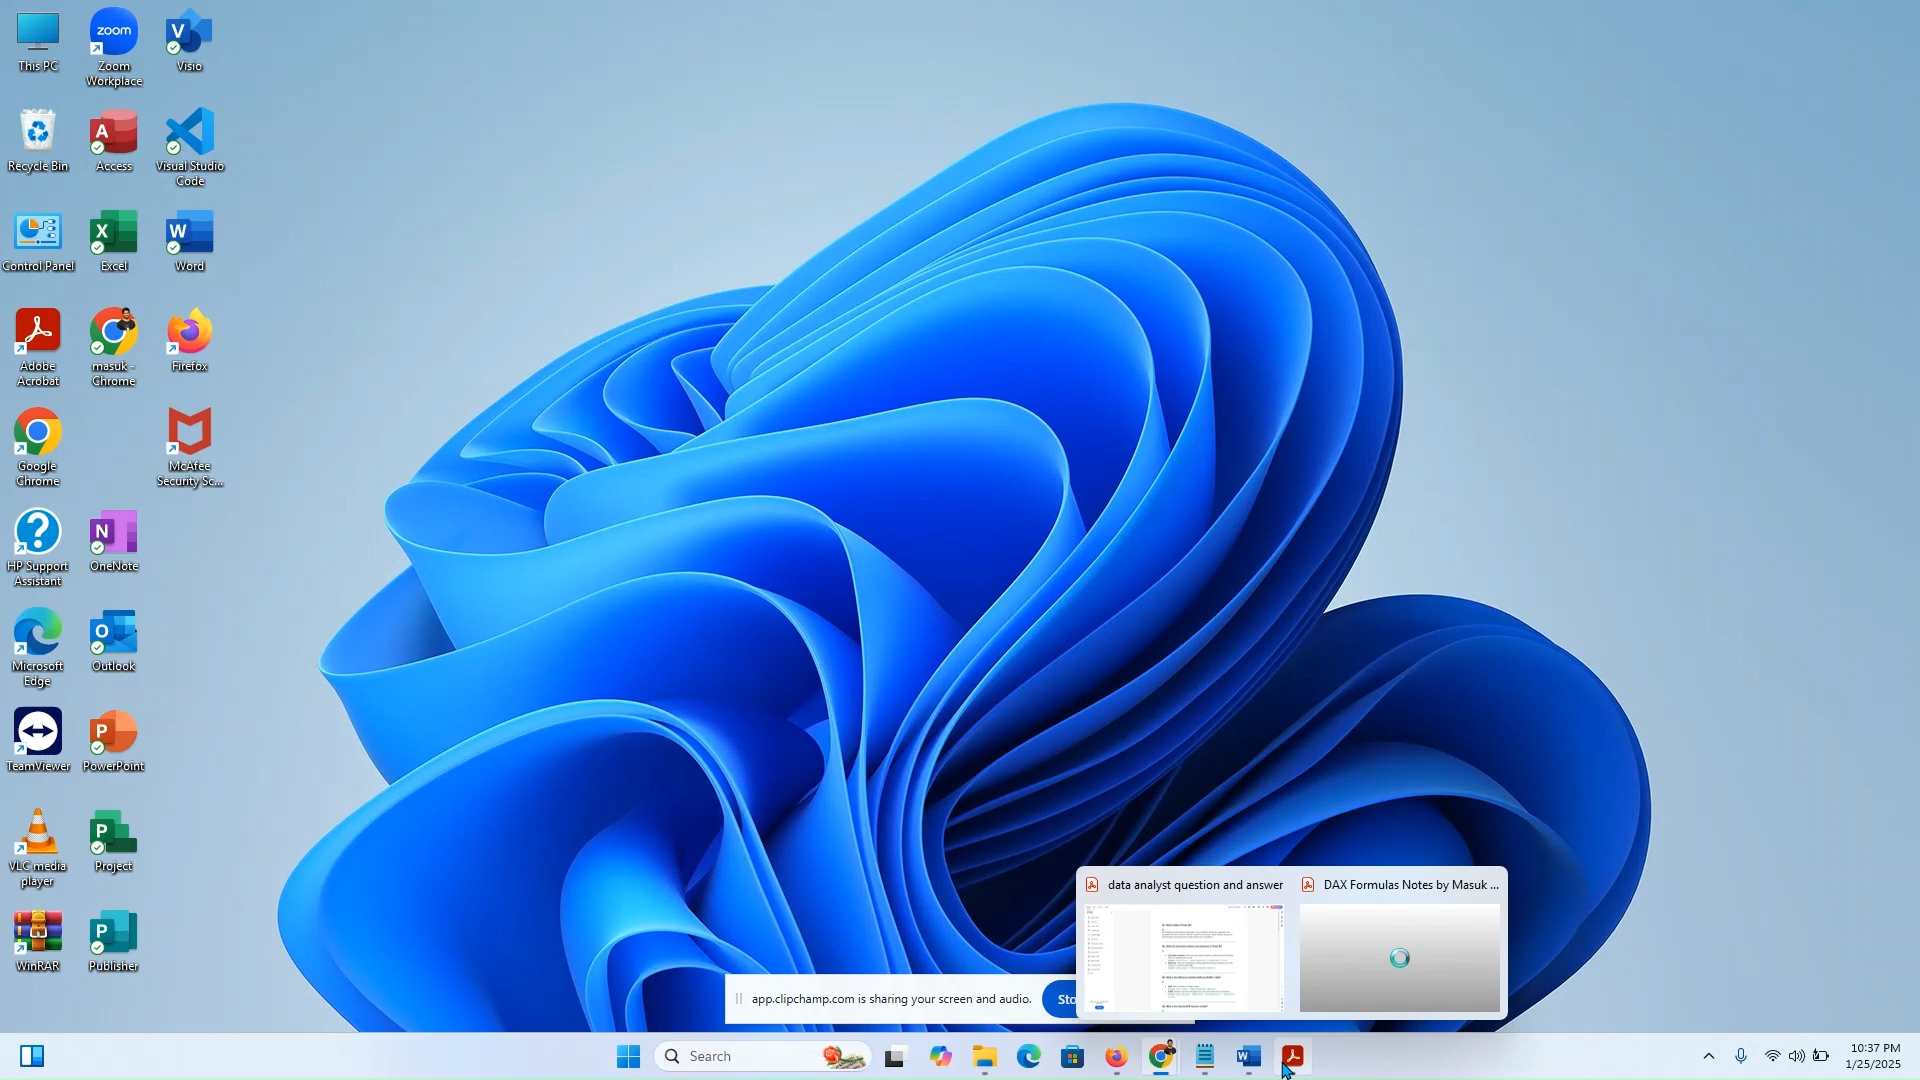 This PC
Zoom
Workplace
Visio
Recycle Bin
Access
Visual Studio
Code
Control Panel
Excel
Word
Adobe
Acrobat
masuk -
Chrome
Firefox
Google
Chrome
McAfee
Security Sc...
HP Support
Assistant
OneNote
Microsoft
Edge
Outlook
TeamViewer
PowerPoint
VLC media
player
Project
WinRAR
Publisher
zoom
data analyst question and answer
DAX Formulas Notes by Masuk ...
app.clipchamp.com is sharing your screen and audio.
Sto
Search
10:37 PM
1/25/2025